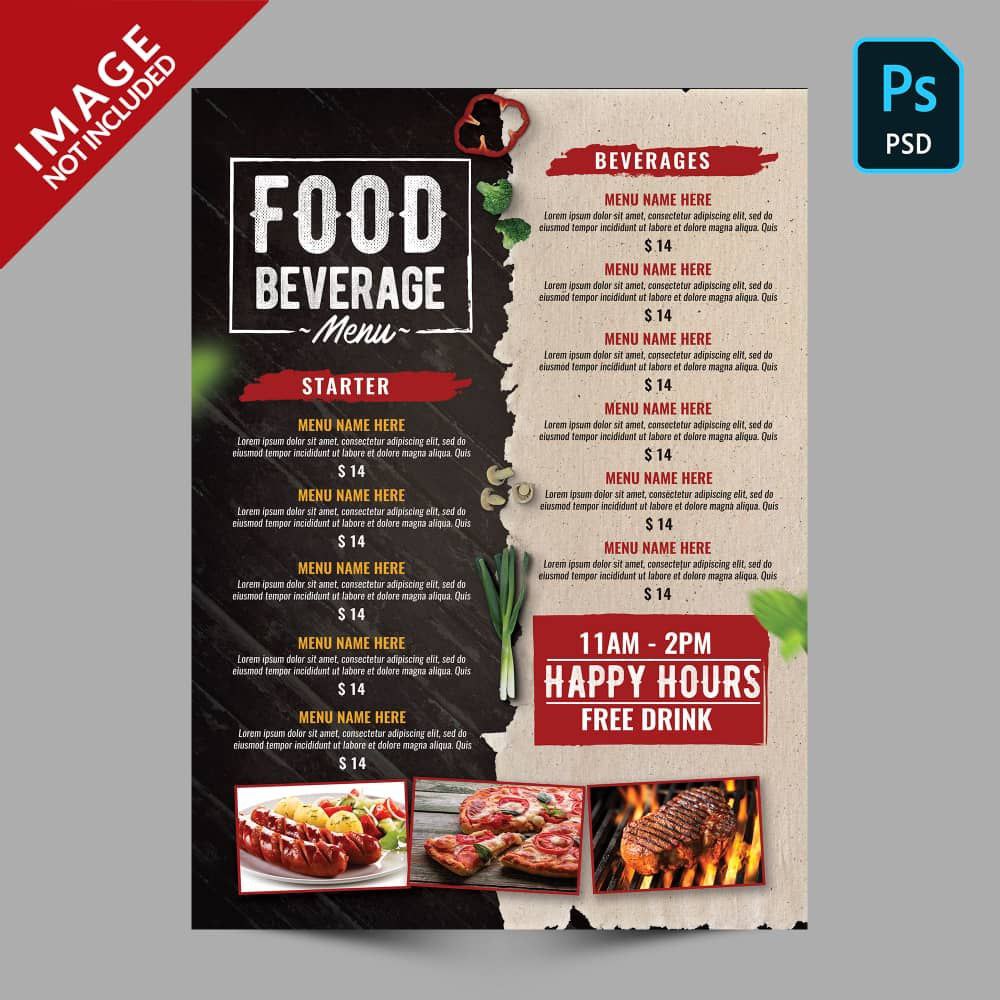 IMAGE
NOT INCLUDED
Ps
PSD
FOOD
BEVERAGE
~Menu~
STARTER
MENU NAME HERE
Lorem ipsum dolor sit amet, consectetur adipiscing elit, sed do
eiusmod tempor incididunt ut labore et dolore magna aliqua. Quis
$ 14
MENU NAME HERE
Lorem ipsum dolor sit amet, consectetur adipiscing elit, sed do
eiusmod tempor incididunt ut labore et dolore magna aliqua. Quis
$ 14
MENU NAME HERE
Lorem ipsum dolor sit amet, consectetur adipiscing elit, sed do
eiusmod tempor incididunt ut labore et dolore magna aliqua. Quis
$ 14
MENU NAME HERE
Lorem ipsum dolor sit amet, consectetur adipiscing elit, sed do
eiusmod tempor incididunt ut labore et dolore magna aliqua. Quis
$ 14
MENU NAME HERE
Lorem ipsum dolor sit amet, consectetur adipiscing elit, sed do
eiusmod tempor incididunt ut labore et dolore magna aliqua. Quis
$ 14
BEVERAGES
MENU NAME HERE
Lorem ipsum dolor sit amet, consectetur adipiscing elit, sed do
eiusmod tempor incididunt ut labore et dolore magna aliqua. Quis
$ 14
MENU NAME HERE
Lorem ipsum dolor sit amet, consectetur adipiscing elit, sed do
eiusmod tempor incididunt ut labore et dolore magna aliqua. Quis
$ 14
MENU NAME HERE
Lorem ipsum dolor sit amet, consectetur adipiscing elit, sed do
eiusmod tempor incididunt ut labore et dolore magna aliqua. Quis
$ 14
MENU NAME HERE
Lorem ipsum dolor sit amet, consectetur adipiscing elit, sed do
eiusmod tempor incididunt ut labore et dolore magna aliqua. Quis
$ 14
MENU NAME HERE
Lorem ipsum dolor sit amet, consectetur adipiscing elit, sed do
eiusmod tempor incididunt ut labore et dolore magna aliqua. Quis
$ 14
MENU NAME HERE
Lorem ipsum dolor sit amet, consectetur adipiscing elit, sed do
eiusmod tempor incididunt ut labore et dolore magna aliqua. Quis
$ 14
11AM - 2PM
HAPPY HOURS
FREE DRINK